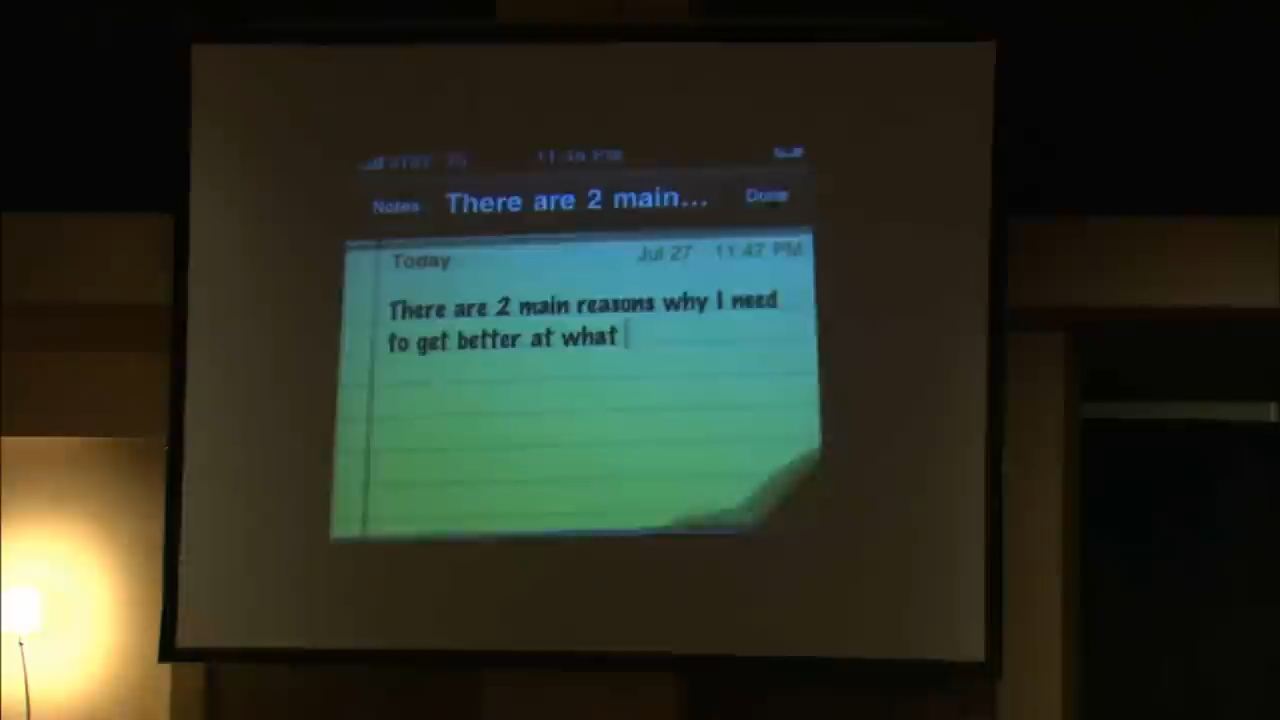 Notes There are 2 main... Done
Today Jul 27 11:47 PM
There are 2 main reasons why I need
to get better at what